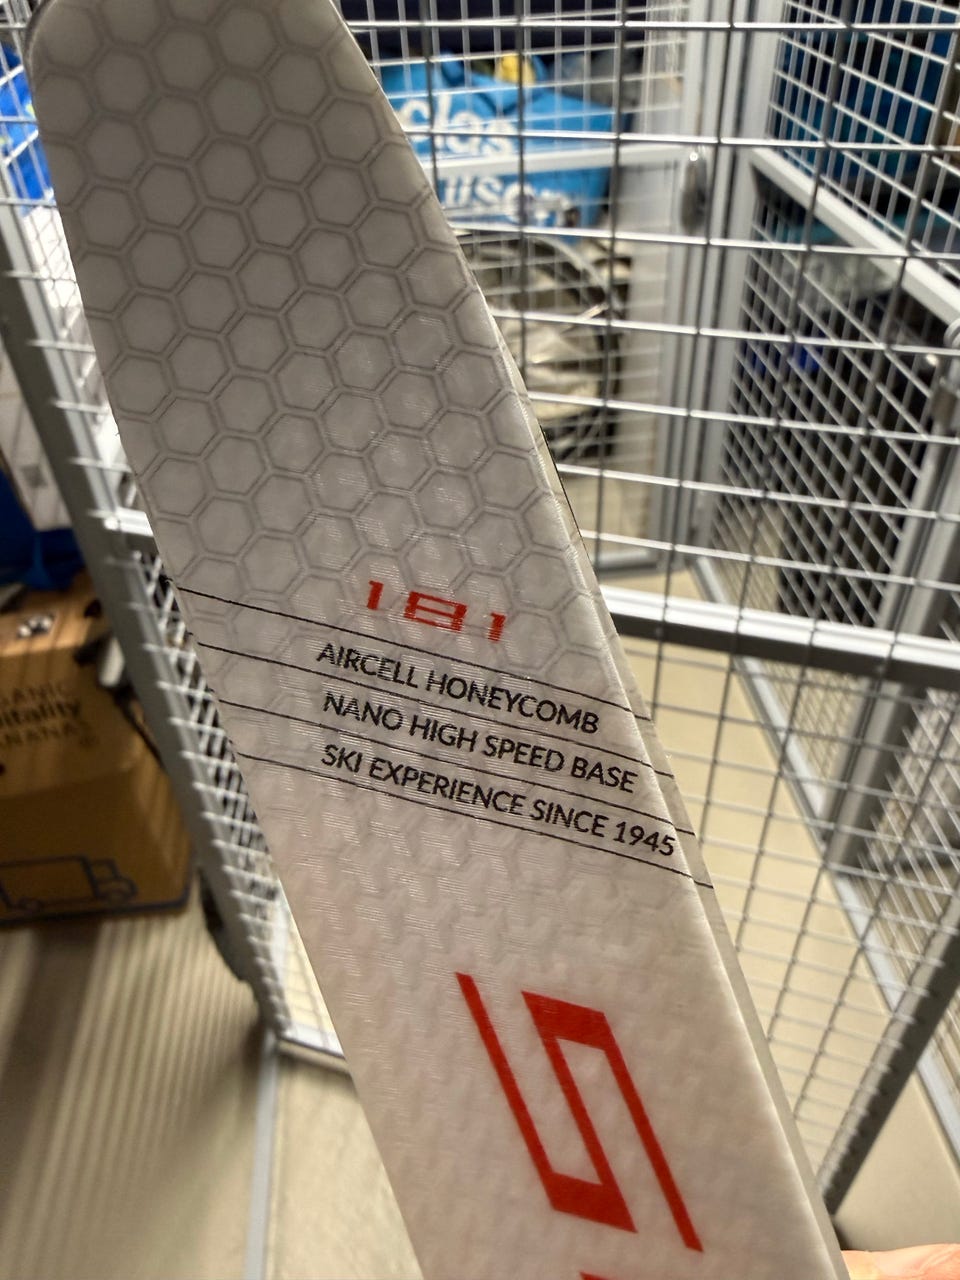 181
AIRCELL HONEYCOMB
NANO HIGH SPEED BASE
SKI EXPERIENCE SINCE 1945